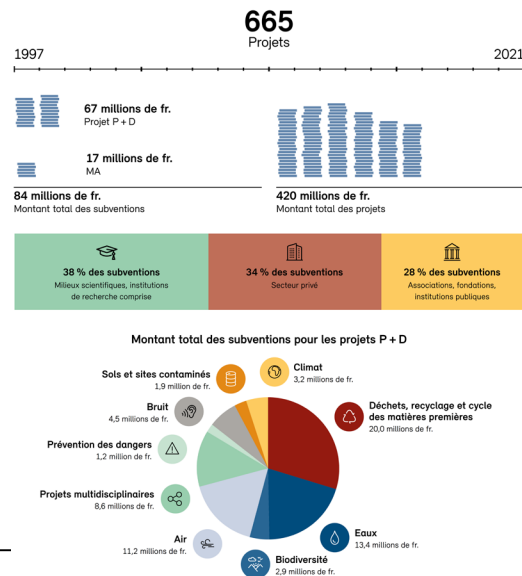 665
Projets
1997
2021
67 millions de fr.
Projet P + D
17 millions de fr.
MA
84 millions de fr.
Montant total des subventions
420 millions de fr.
Montant total des projets
38 % des subventions
Milieux scientifiques, institutions
de recherche comprise
34 % des subventions
Secteur privé
28 % des subventions
Associations, fondations,
institutions publiques
Montant total des subventions pour les projets P + D
Sols et sites contaminés
1,9 million de fr.
Climat
3,2 millions de fr.
Bruit
4,5 millions de fr.
Déchets, recyclage et cycle
des matières premières
20,0 millions de fr.
Prévention des dangers
1,2 million de fr.
Projets multidisciplinaires
8,6 millions de fr.
Air
11,2 millions de fr.
Eaux
13,4 millions de fr.
Biodiversité
2,9 millions de fr.